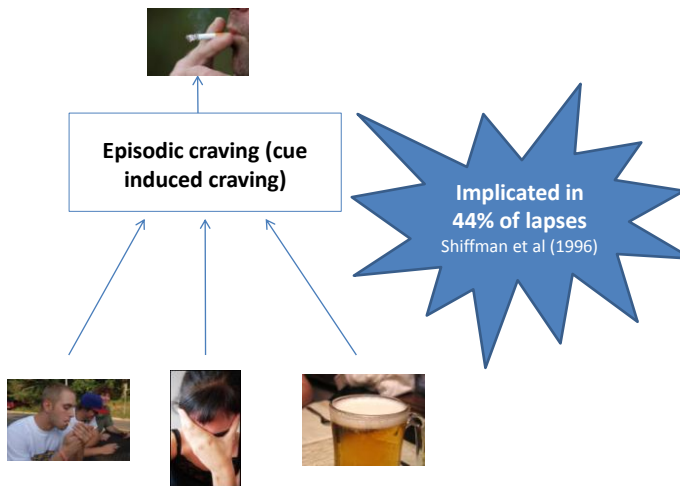 Episodic craving (cue
induced craving)
Implicated in
44% of lapses
Shiffman et al (1996)